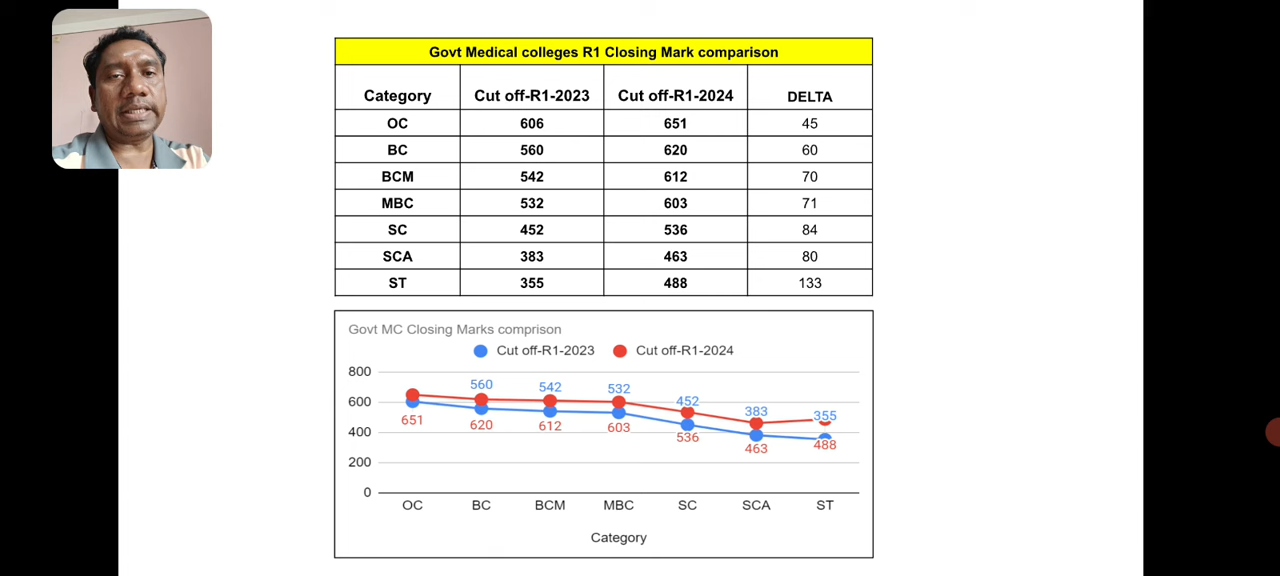 Govt Medical colleges R1 Closing Mark comparison
Category Cut off-R1-2023 Cut off-R1-2024 DELTA
OC 606 651 45
BC 560 620 60
BCM 542 612 70
MBC 532 603 71
SC 452 536 84
SCA 383 463 80
ST 355 488 133
Govt MC Closing Marks comprison
Cut off-R1-2023 Cut off-R1-2024
800
600
400
200
0
560 542 532 452 383 355
651 620 612 603 536 463 488
OC BC BCM MBC SC SCA ST
Category